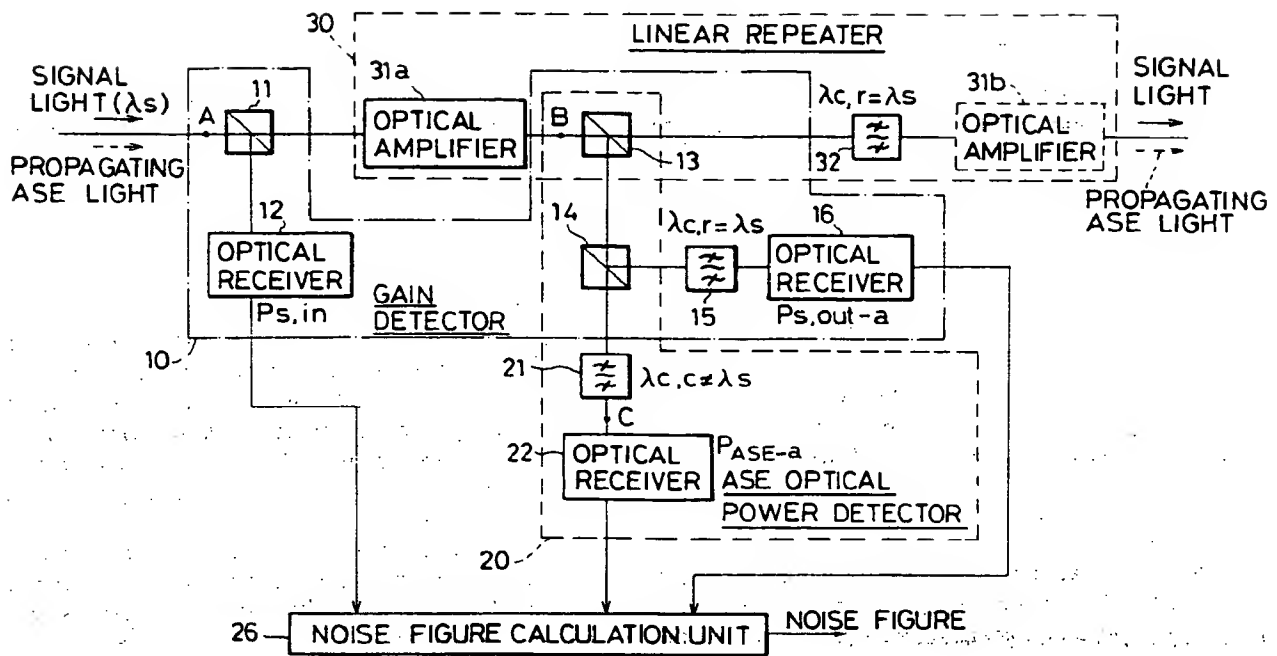 30
LINEAR REPEATER
SIGNAL
LIGHT (λs)
A
11
31a
OPTICAL
AMPLIFIER
B
13
λc,r=λs
32
31b
OPTICAL
AMPLIFIER
SIGNAL
LIGHT
PROPAGATING
ASE LIGHT
PROPAGATING
ASE LIGHT
12
OPTICAL
RECEIVER
Ps,in
GAIN
DETECTOR
10
14
λc,r=λs
15
16
OPTICAL
RECEIVER
Ps,out-a
21
λc,c≠λs
C
22
OPTICAL
RECEIVER
PASE-a
ASE OPTICAL
POWER DETECTOR
20
26
NOISE FIGURE CALCULATION UNIT
NOISE FIGURE